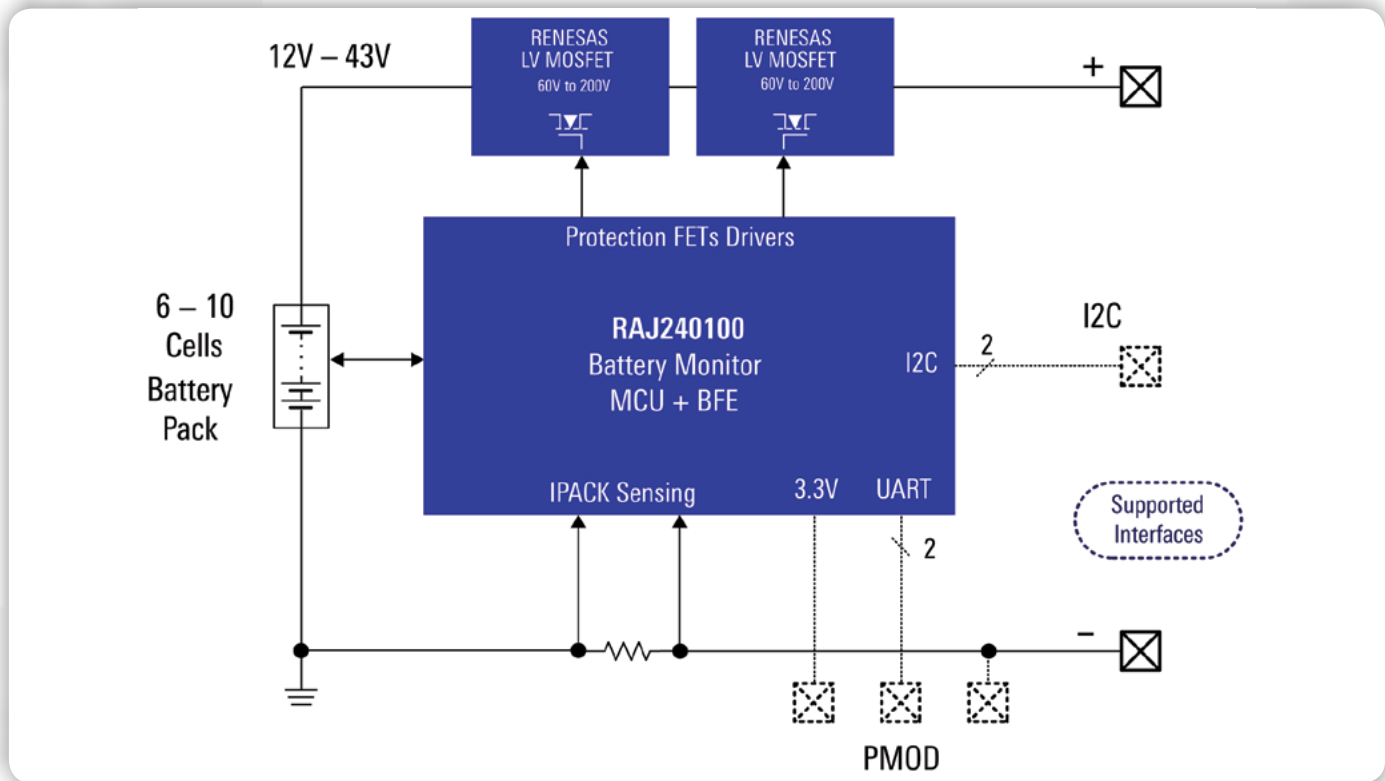 12V – 43V
RENESAS
LV MOSFET
60V to 200V
RENESAS
LV MOSFET
60V to 200V
+
Protection FETs Drivers
6 – 10
Cells
Battery
Pack
RAJ240100
Battery Monitor
MCU + BFE
I2C
2
I2C
IPACK Sensing
3.3V
UART
2
Supported
Interfaces
–
PMOD